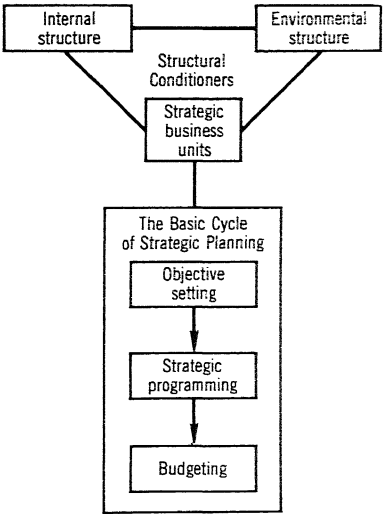 Internal
structure
Environmental
structure
Structural
Conditioners
Strategic
business
units
The Basic Cycle
of Strategic Planning
Objective
setting
Strategic
programming
Budgeting